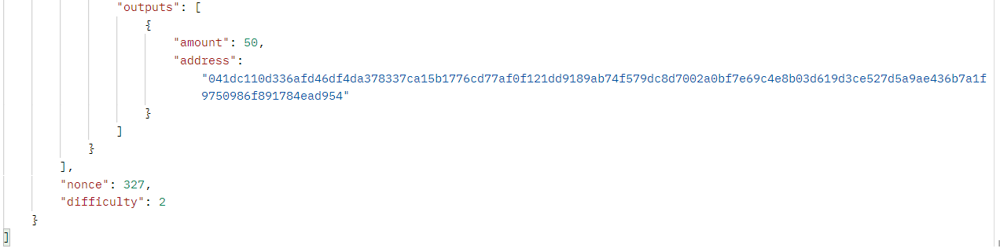 "outputs": [
{
"amount": 50,
"address":
"041dc110d336afd46df4da378337ca15b1776cd77af0f121dd9189ab74f579dc8d7002a0bf7e69c4e8b03d619d3ce527d5a9ae436b7a1f
9750986f891784ead954"
}
]
}
],
"nonce": 327,
"difficulty": 2
}
]